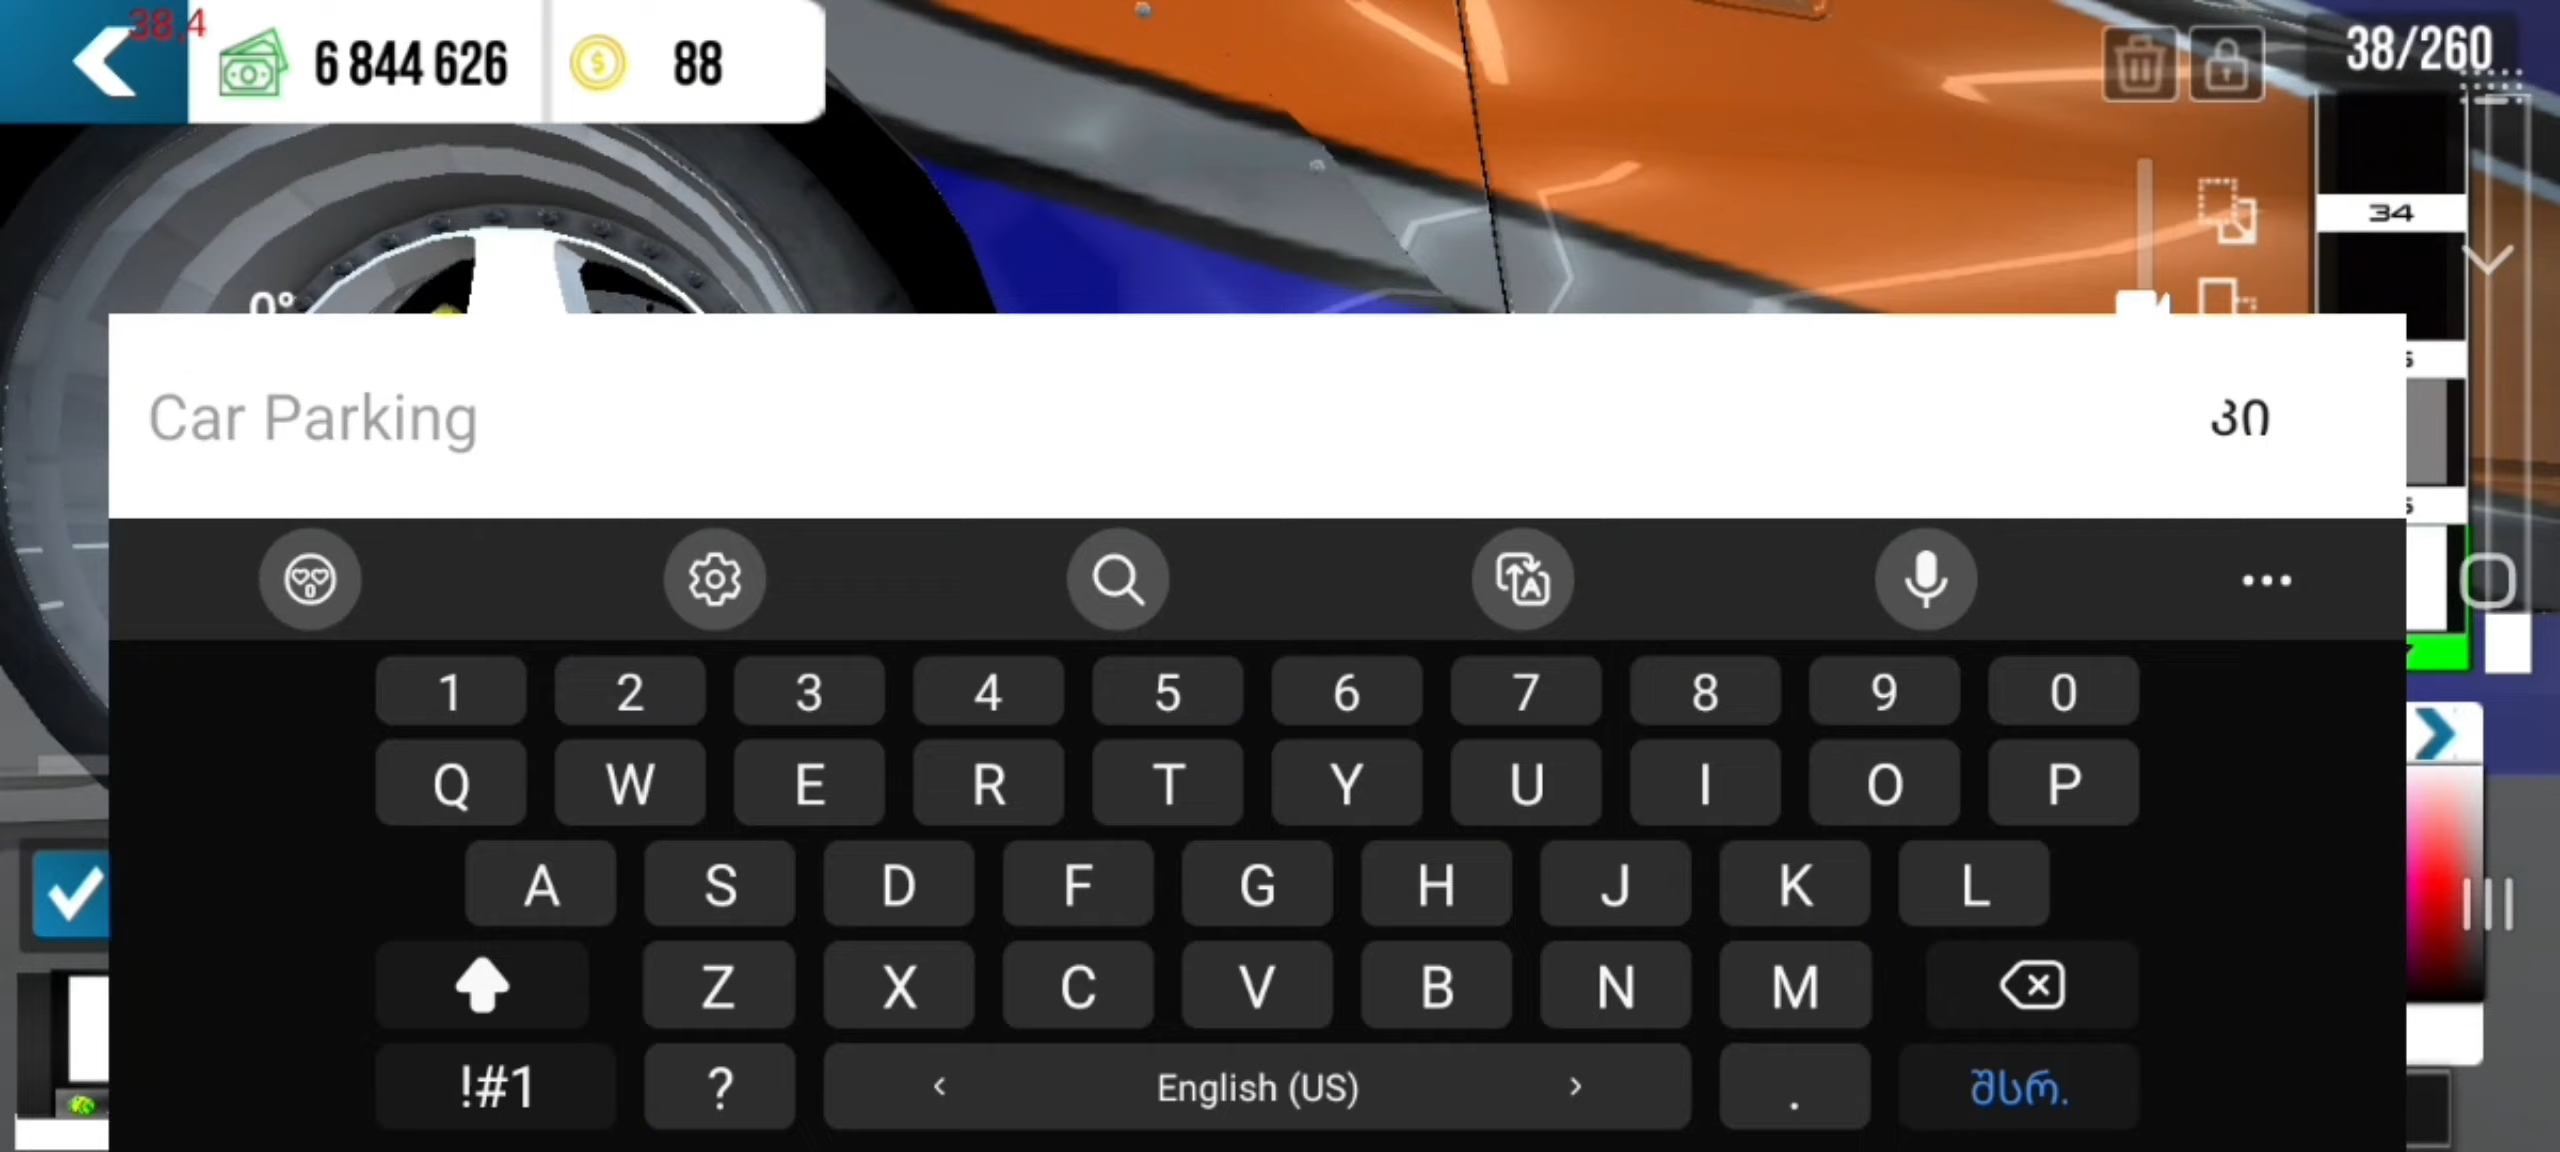 38,4
6 844 626
88
38/260
34
0°
Car Parking
კი
1 2 3 4 5 6 7 8 9 0
Q W E R T Y U I O P
A S D F G H J K L
Z X C V B N M
!#1 ? < English (US) > . შსრ.